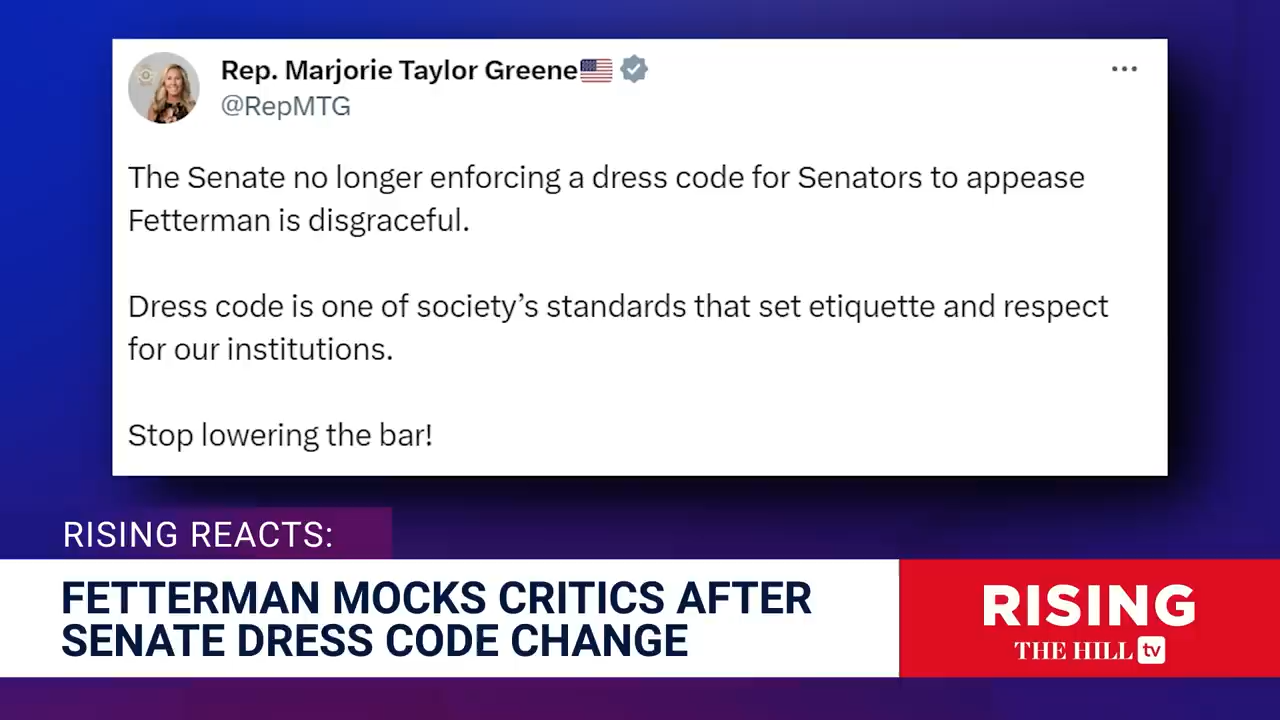 Rep. Marjorie Taylor Greene🇺🇸
@RepMTG
The Senate no longer enforcing a dress code for Senators to appease
Fetterman is disgraceful.
Dress code is one of society’s standards that set etiquette and respect
for our institutions.
Stop lowering the bar!
RISING REACTS:
FETTERMAN MOCKS CRITICS AFTER
SENATE DRESS CODE CHANGE
RISING
THE HILL tv